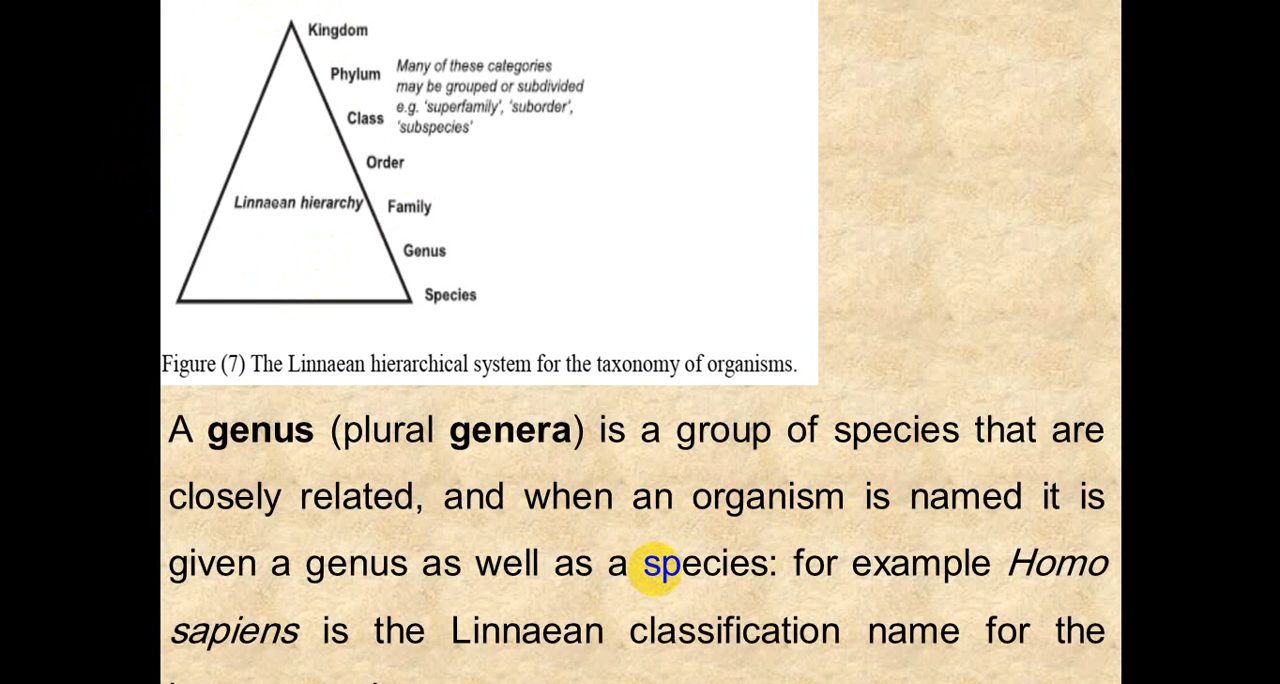 Kingdom
Phylum
Many of these categories
may be grouped or subdivided
e.g. 'superfamily', 'suborder',
'subspecies'
Class
Order
Linnaean hierarchy
Family
Genus
Species
Figure (7) The Linnaean hierarchical system for the taxonomy of organisms.
A genus (plural genera) is a group of species that are
closely related, and when an organism is named it is
given a genus as well as a species: for example Homo
sapiens is the Linnaean classification name for the